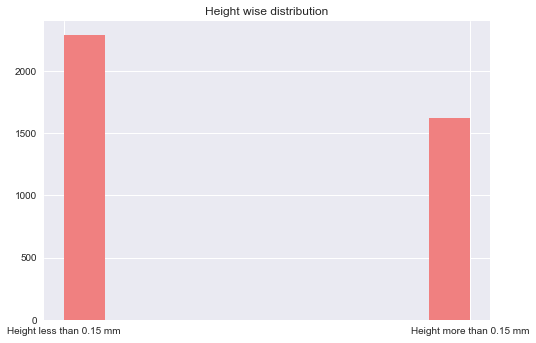 Height wise distribution
2000
1500
1000
500
0
Height less than 0.15 mm
Height more than 0.15 mm